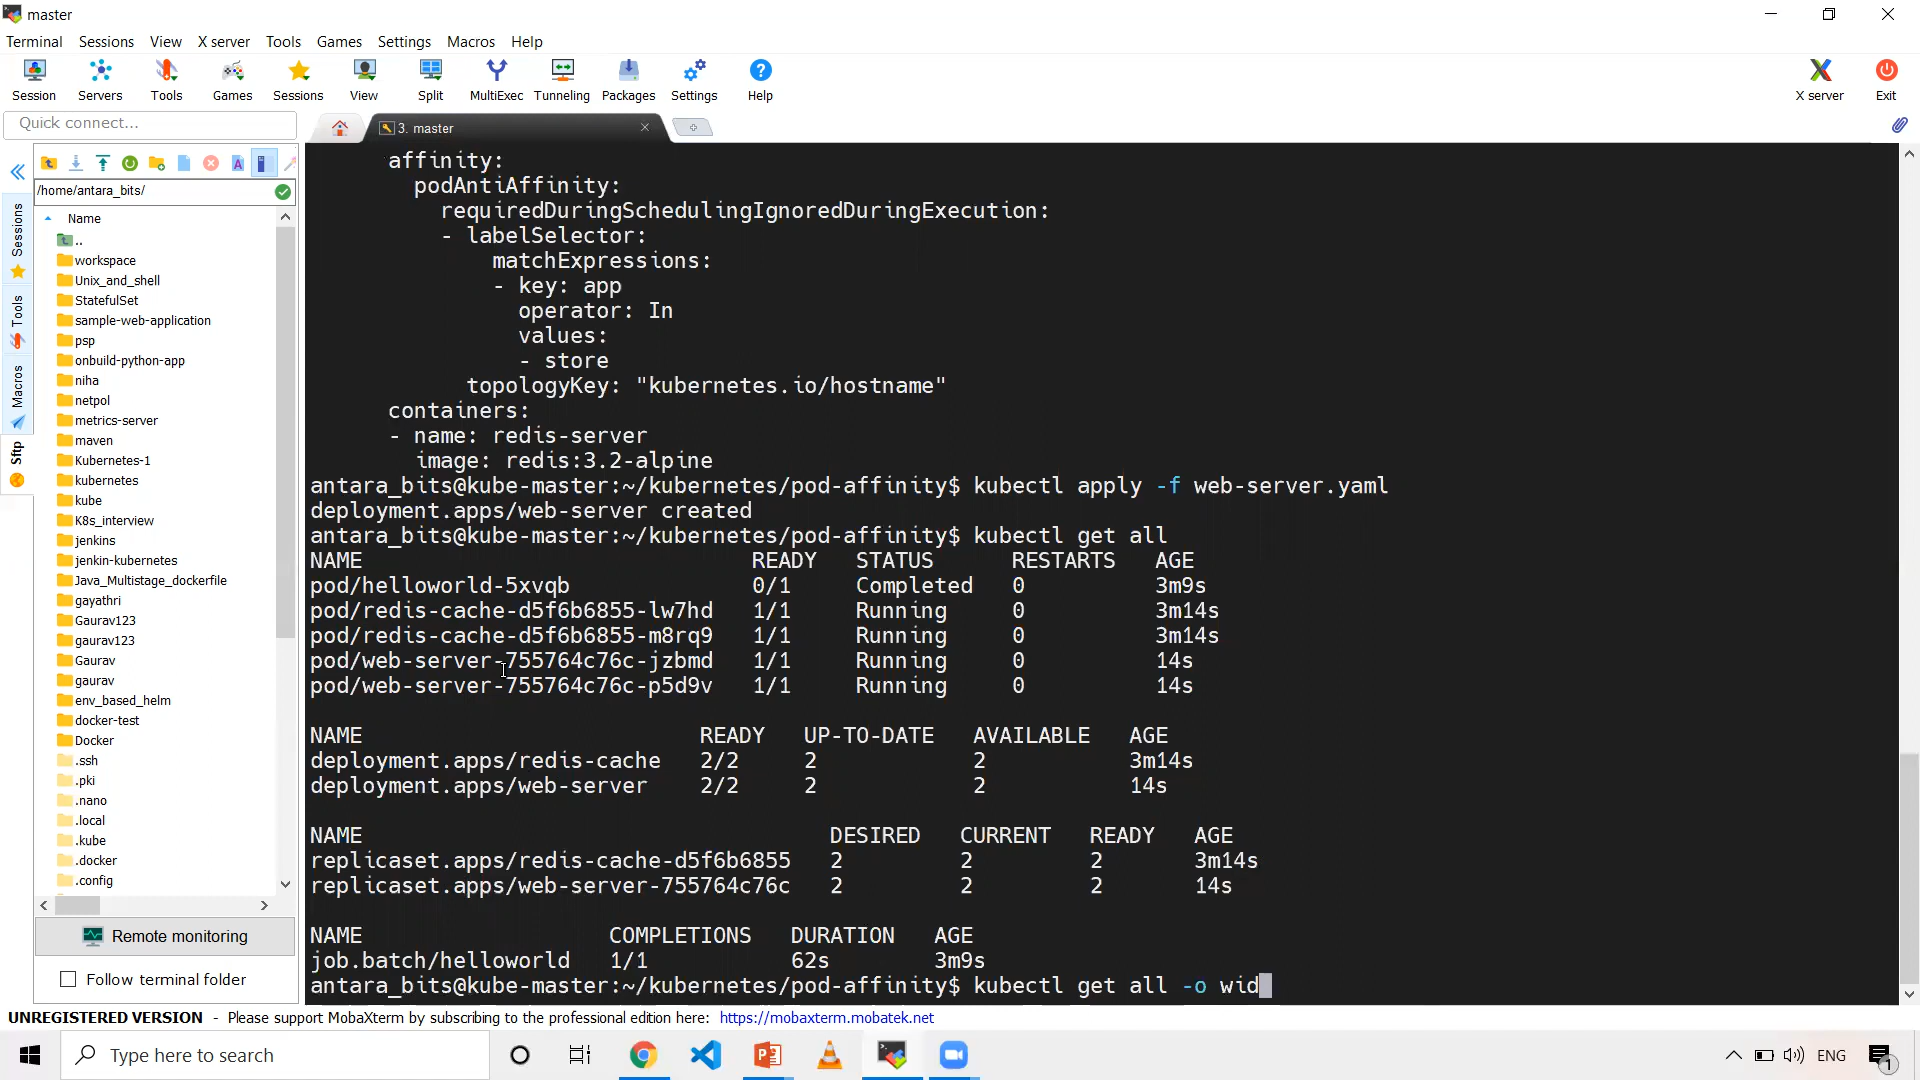 master
Terminal Sessions View X server Tools Games Settings Macros Help
Session Servers Tools Games Sessions View Split MultiExec Tunneling Packages Settings Help X server Exit
Quick connect...
3. master
/home/antara_bits/
Name
..
workspace
Unix_and_shell
StatefulSet
sample-web-application
psp
onbuild-python-app
niha
netpol
metrics-server
maven
Kubernetes-1
kubernetes
kube
K8s_interview
jenkins
jenkin-kubernetes
Java_Multistage_dockerfile
gayathri
Gaurav123
gaurav123
Gaurav
gaurav
env_based_helm
docker-test
Docker
.ssh
.pki
.nano
.local
.kube
.docker
.config
Sessions
Tools
Macros
Sftp
Remote monitoring
Follow terminal folder
affinity:
podAntiAffinity:
requiredDuringSchedulingIgnoredDuringExecution:
- labelSelector:
matchExpressions:
- key: app
operator: In
values:
- store
topologyKey: "kubernetes.io/hostname"
containers:
- name: redis-server
image: redis:3.2-alpine
antara_bits@kube-master:~/kubernetes/pod-affinity$ kubectl apply -f web-server.yaml
deployment.apps/web-server created
antara_bits@kube-master:~/kubernetes/pod-affinity$ kubectl get all
NAME READY STATUS RESTARTS AGE
pod/helloworld-5xvqb 0/1 Completed 0 3m9s
pod/redis-cache-d5f6b6855-lw7hd 1/1 Running 0 3m14s
pod/redis-cache-d5f6b6855-m8rq9 1/1 Running 0 3m14s
pod/web-server-755764c76c-jzbmd 1/1 Running 0 14s
pod/web-server-755764c76c-p5d9v 1/1 Running 0 14s
NAME READY UP-TO-DATE AVAILABLE AGE
deployment.apps/redis-cache 2/2 2 2 3m14s
deployment.apps/web-server 2/2 2 2 14s
NAME DESIRED CURRENT READY AGE
replicaset.apps/redis-cache-d5f6b6855 2 2 2 3m14s
replicaset.apps/web-server-755764c76c 2 2 2 14s
NAME COMPLETIONS DURATION AGE
job.batch/helloworld 1/1 62s 3m9s
antara_bits@kube-master:~/kubernetes/pod-affinity$ kubectl get all -o wid
UNREGISTERED VERSION - Please support MobaXterm by subscribing to the professional edition here: https://mobaxterm.mobatek.net
Type here to search
ENG
1